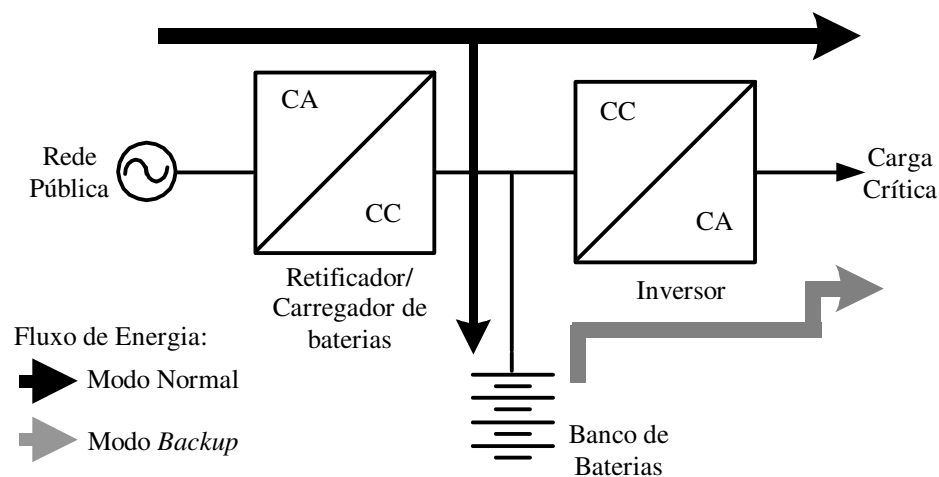 CA
CC
Rede
Pública
CC
CA
Carga
Crítica
Retificador/
Carregador de
baterias
Inversor
Fluxo de Energia:
Modo Normal
Modo Backup
Banco de
Baterias